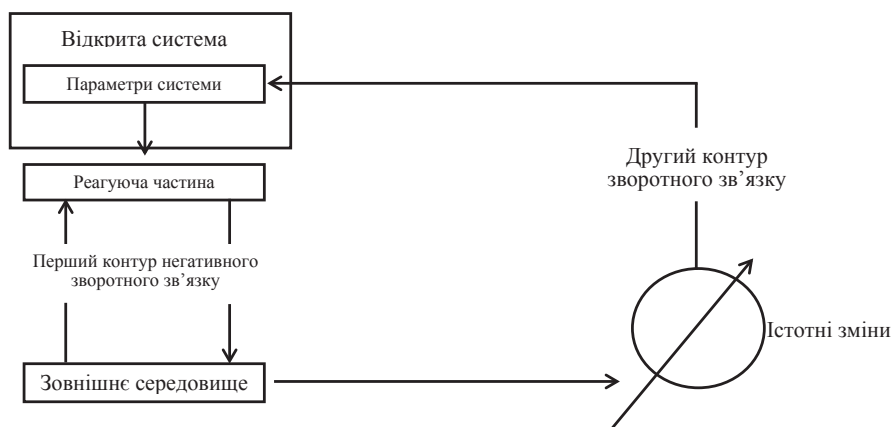 Відкрита система
Параметри системи
Реагуюча частина
Перший контур негативного
зворотного зв’язку
Зовнішнє середовище
Другий контур
зворотного зв’язку
Істотні зміни